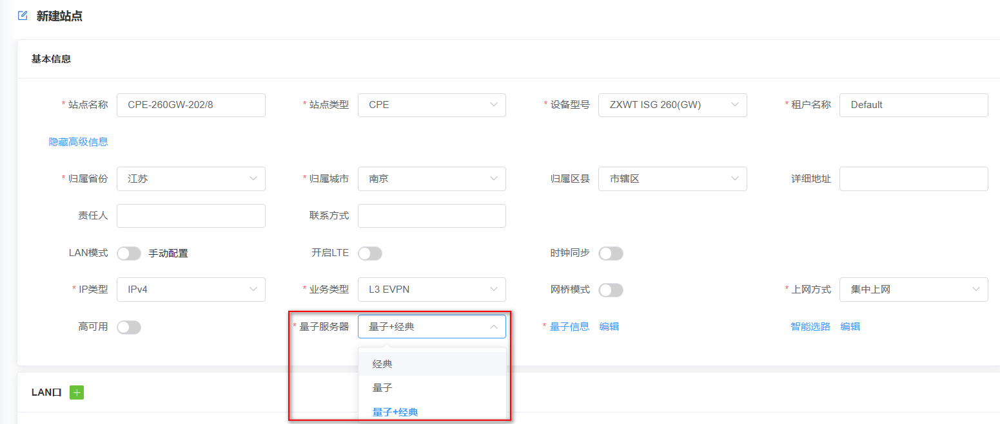 新建站点
基本信息
* 站点名称 CPE-260GW-202/8 * 站点类型 CPE * 设备型号 ZXWT ISG 260(GW) * 租户名称 Default
隐藏高级信息
* 归属省份 江苏 * 归属城市 南京 归属区县 市辖区 详细地址
责任人 联系方式
LAN模式 手动配置 开启LTE 时钟同步
* IP类型 IPv4 * 业务类型 L3 EVPN 网桥模式 * 上网方式 集中上网
高可用 * 量子服务器 量子+经典 * 量子信息 编辑 智能选路 编辑
经典
量子
量子+经典
LAN口